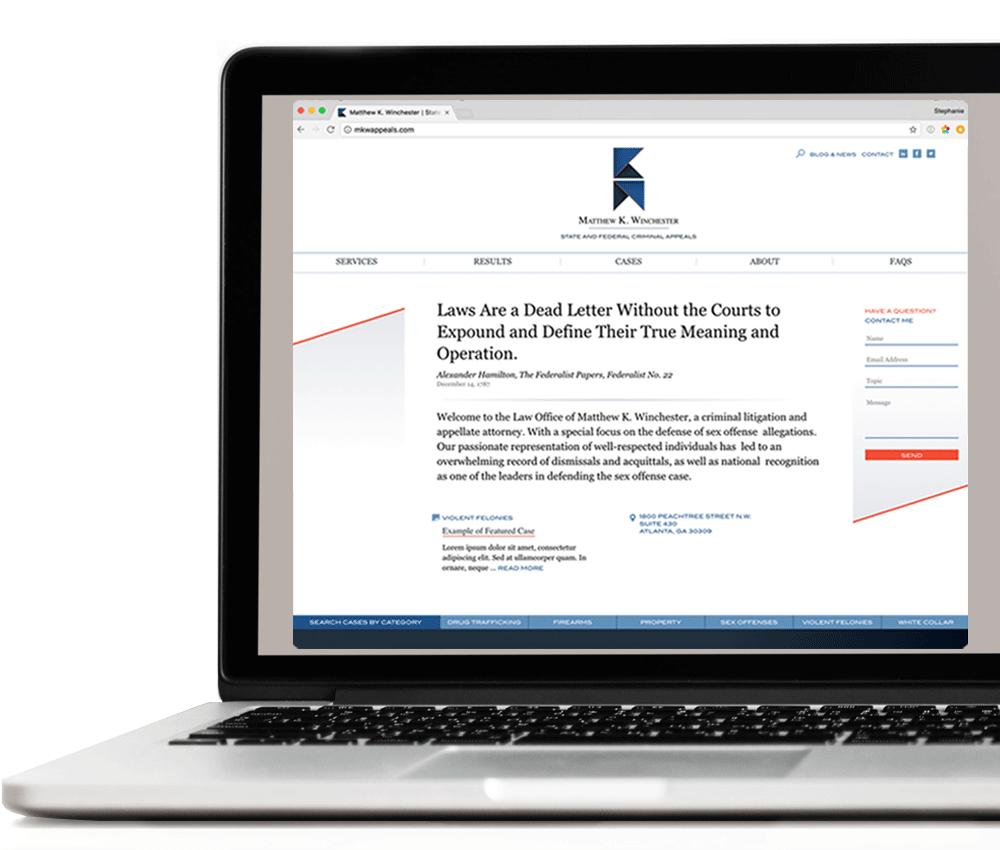 Matthew K. Winchester | State
Stephanie
mkwappeals.com
BLOG & NEWS CONTACT
MATTHEW K. WINCHESTER
STATE AND FEDERAL CRIMINAL APPEALS
SERVICES RESULTS CASES ABOUT FAQS
Laws Are a Dead Letter Without the Courts to
Expound and Define Their True Meaning and
Operation.
Alexander Hamilton, The Federalist Papers, Federalist No. 22
December 14, 1787
Welcome to the Law Office of Matthew K. Winchester, a criminal litigation and
appellate attorney. With a special focus on the defense of sex offense allegations.
Our passionate representation of well-respected individuals has led to an
overwhelming record of dismissals and acquittals, as well as national recognition
as one of the leaders in defending the sex offense case.
HAVE A QUESTION?
CONTACT ME
Name
Email Address
Topic
Message
SEND
VIOLENT FELONIES
Example of Featured Case
Lorem ipsum dolor sit amet, consectetur
adipiscing elit. Sed at ullamcorper quam. In
ornare, neque ... READ MORE
1800 PEACHTREE STREET N.W.
SUITE 430
ATLANTA, GA 30309
SEARCH CASES BY CATEGORY DRUG TRAFFICKING FIREARMS PROPERTY SEX OFFENSES VIOLENT FELONIES WHITE COLLAR